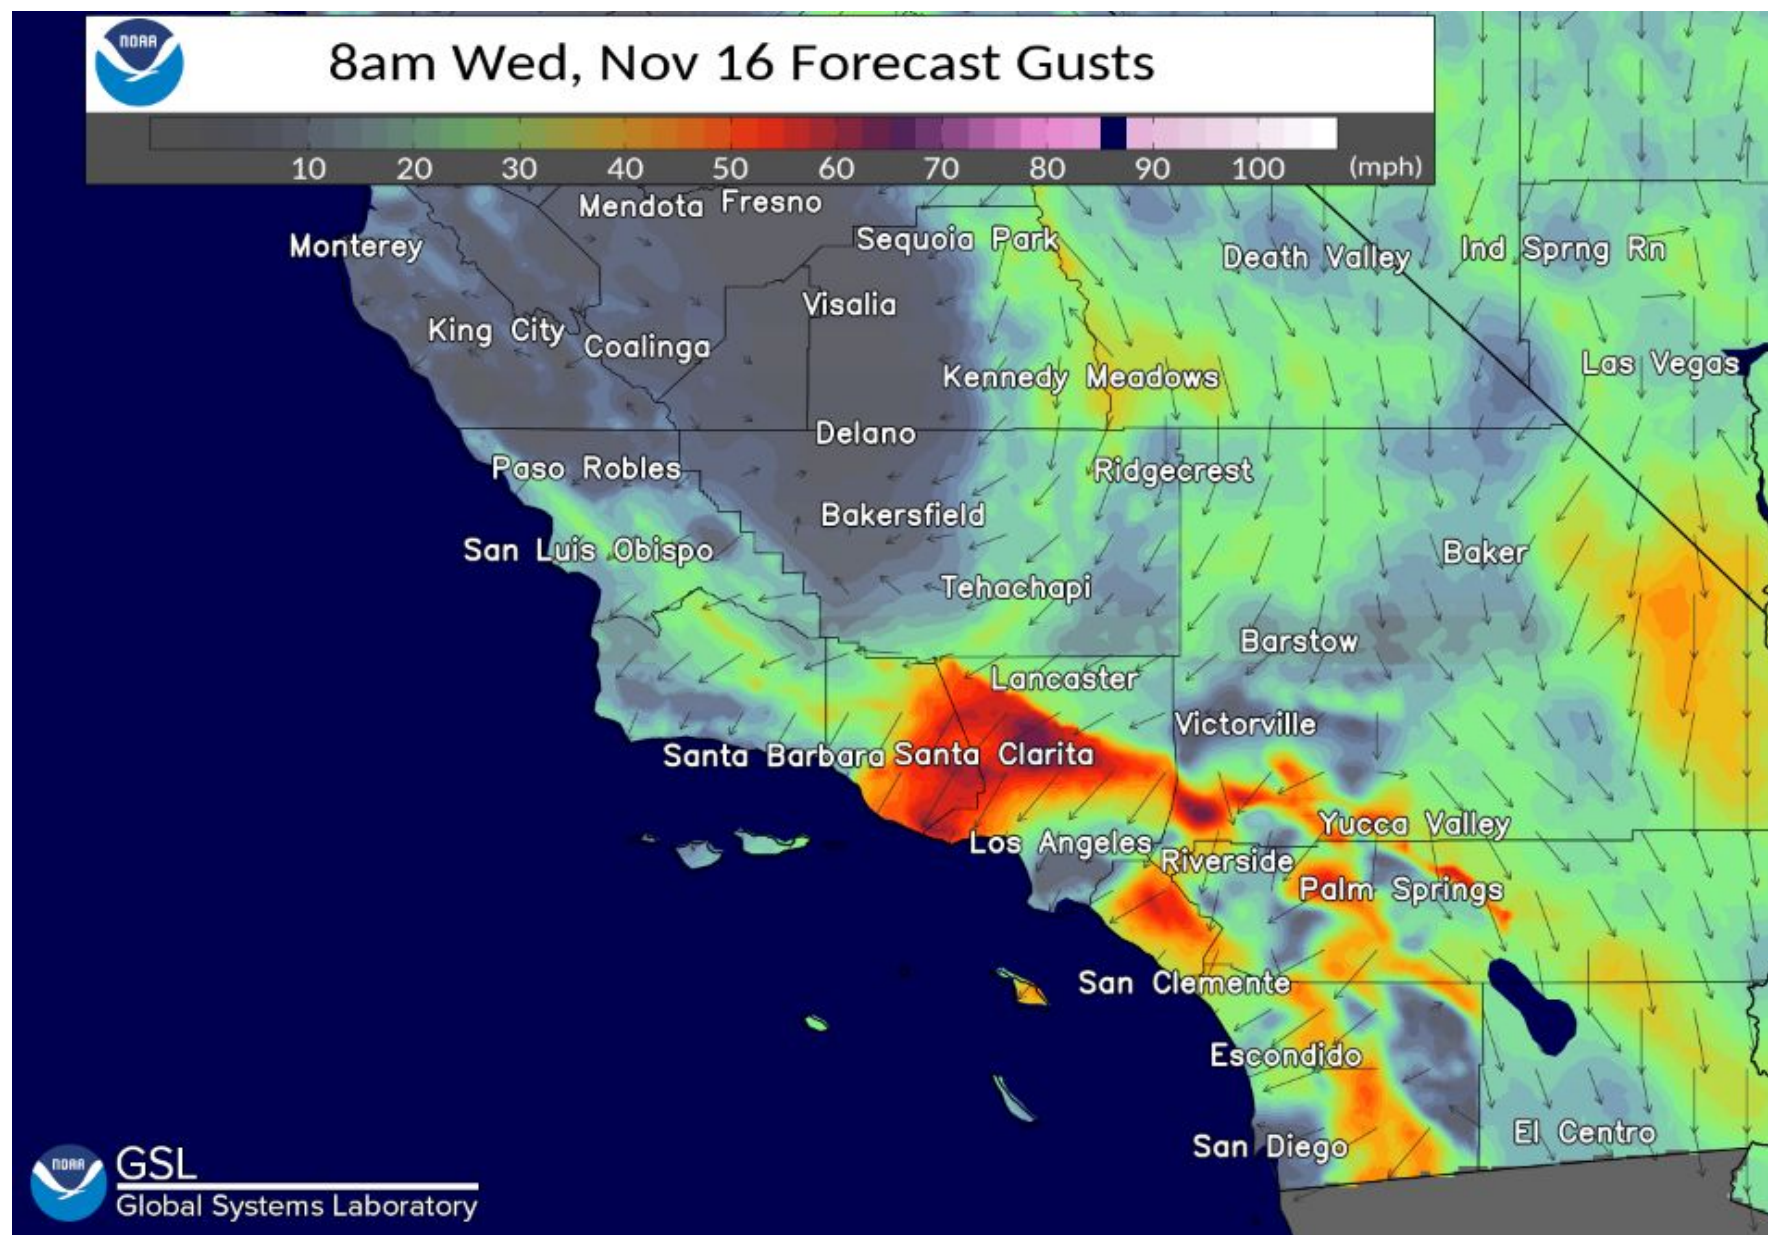 NOAA
8am Wed, Nov 16 Forecast Gusts
10 20 30 40 50 60 70 80 90 100 (mph)
Mendota Fresno
Monterey
Sequoia Park
Death Valley
Ind Sprng Rn
Visalia
King City
Coalinga
Las Vegas
Kennedy Meadows
Delano
Paso Robles
Ridgecrest
Bakersfield
San Luis Obispo
Baker
Tehachapi
Barstow
Lancaster
Victorville
Santa Barbara
Santa Clarita
Yucca Valley
Los Angeles
Riverside
Palm Springs
San Clemente
Escondido
El Centro
San Diego
NOAA
GSL
Global Systems Laboratory